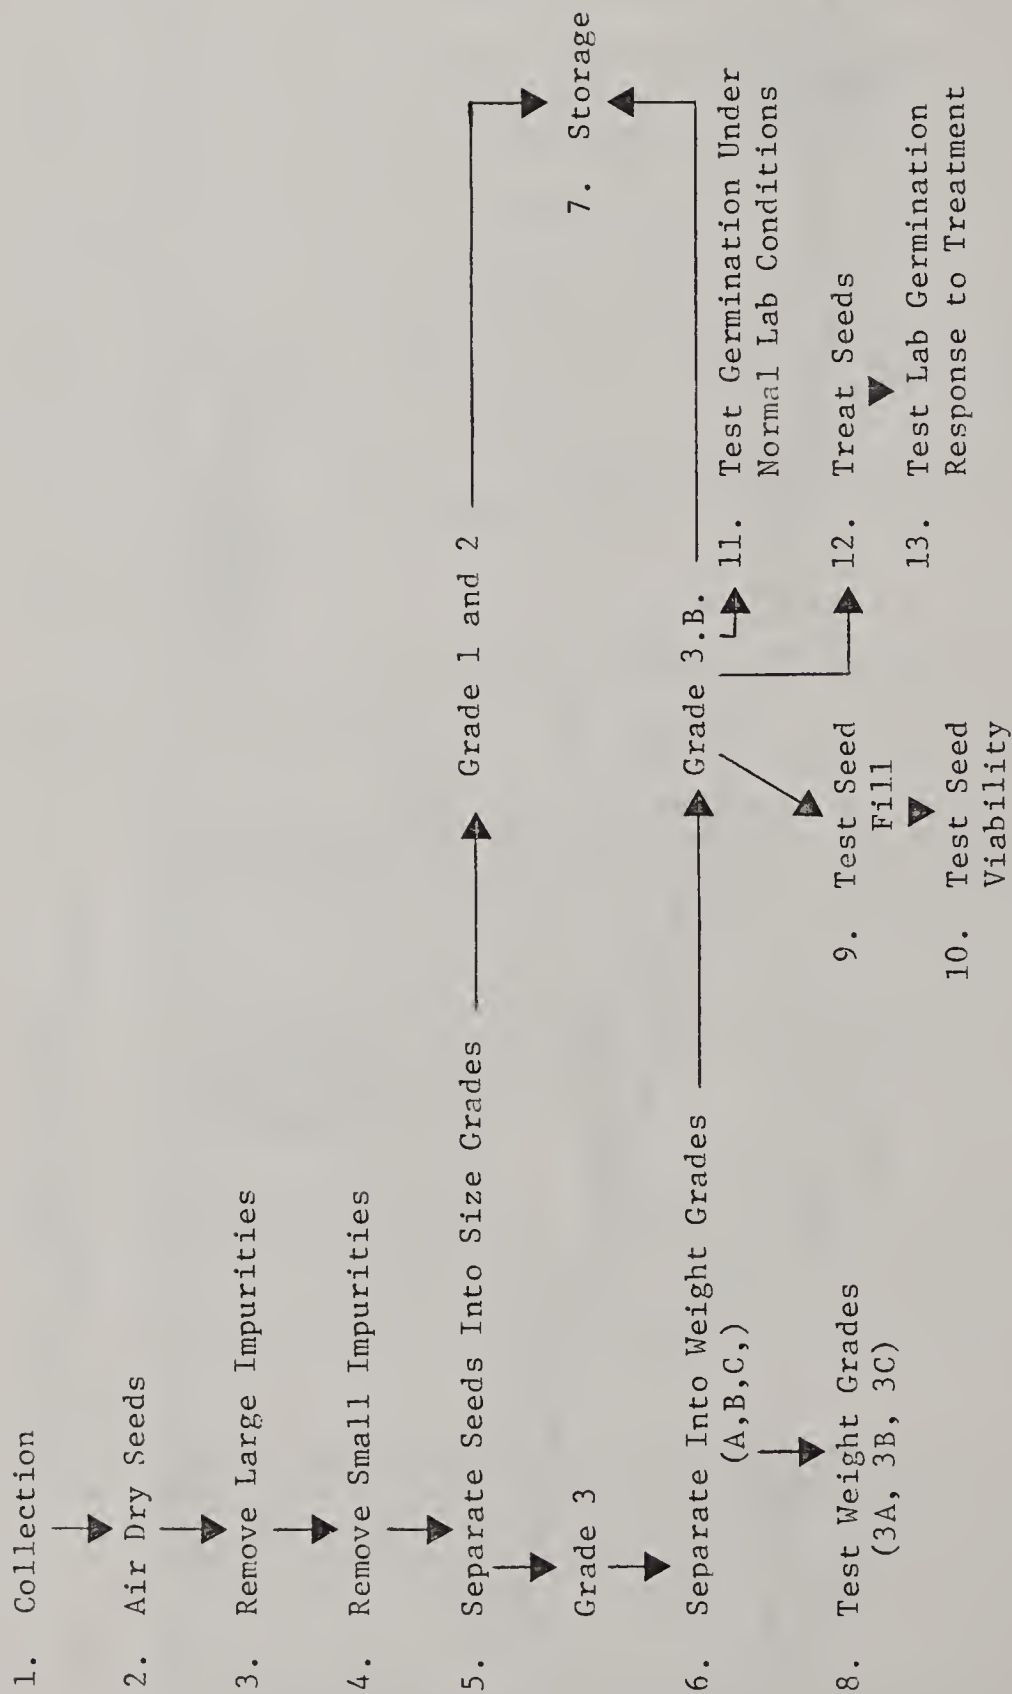 1. Collection
2. Air Dry Seeds
3. Remove Large Impurities
4. Remove Small Impurities
5. Separate Seeds Into Size Grades
Grade 1 and 2
Grade 3
7. Storage
6. Separate Into Weight Grades
(A,B,C,)
Grade 3.B.
8. Test Weight Grades
(3A, 3B, 3C)
9. Test Seed
Fill
10. Test Seed
Viability
11. Test Germination Under
Normal Lab Conditions
12. Treat Seeds
13. Test Lab Germination
Response to Treatment